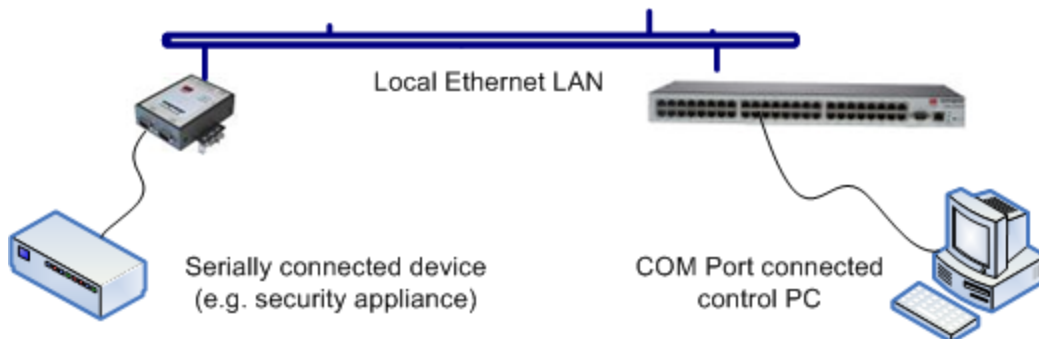 Local Ethernet LAN
Serially connected device
(e.g. security appliance)
COM Port connected
control PC